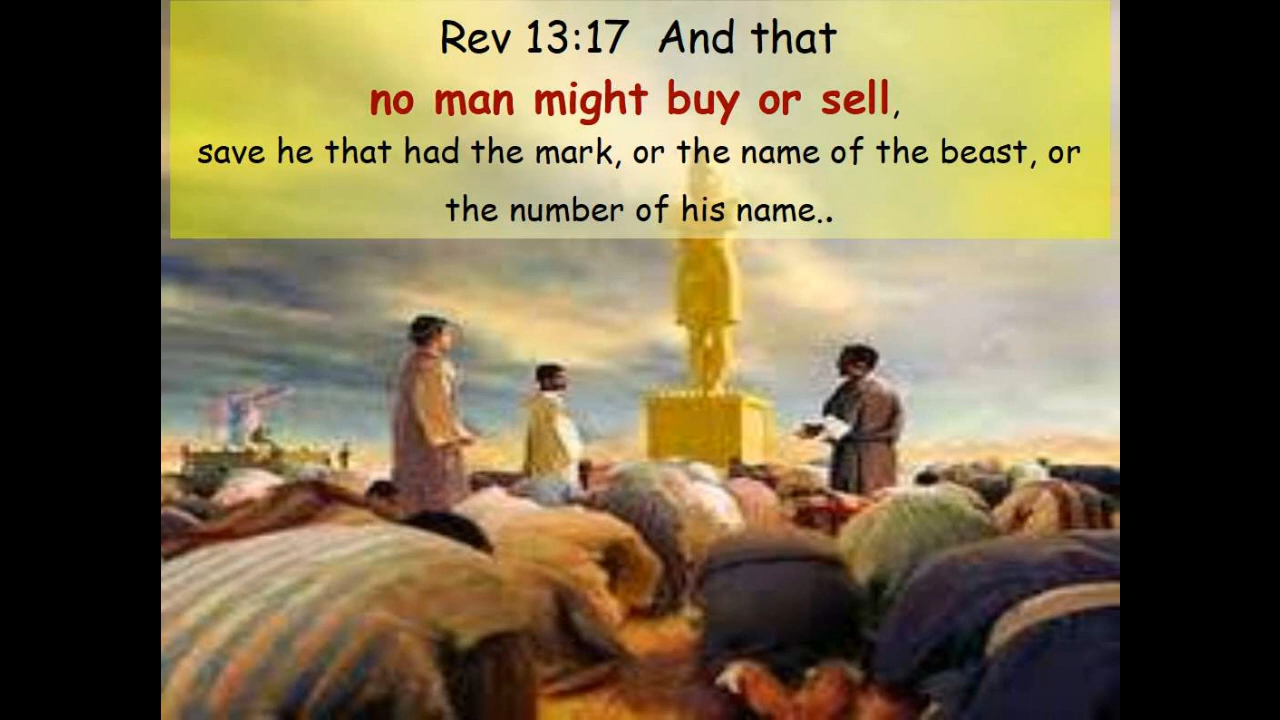 Rev 13:17  And that
no man might buy or sell,
save he that had the mark, or the name of the beast, or
the number of his name..